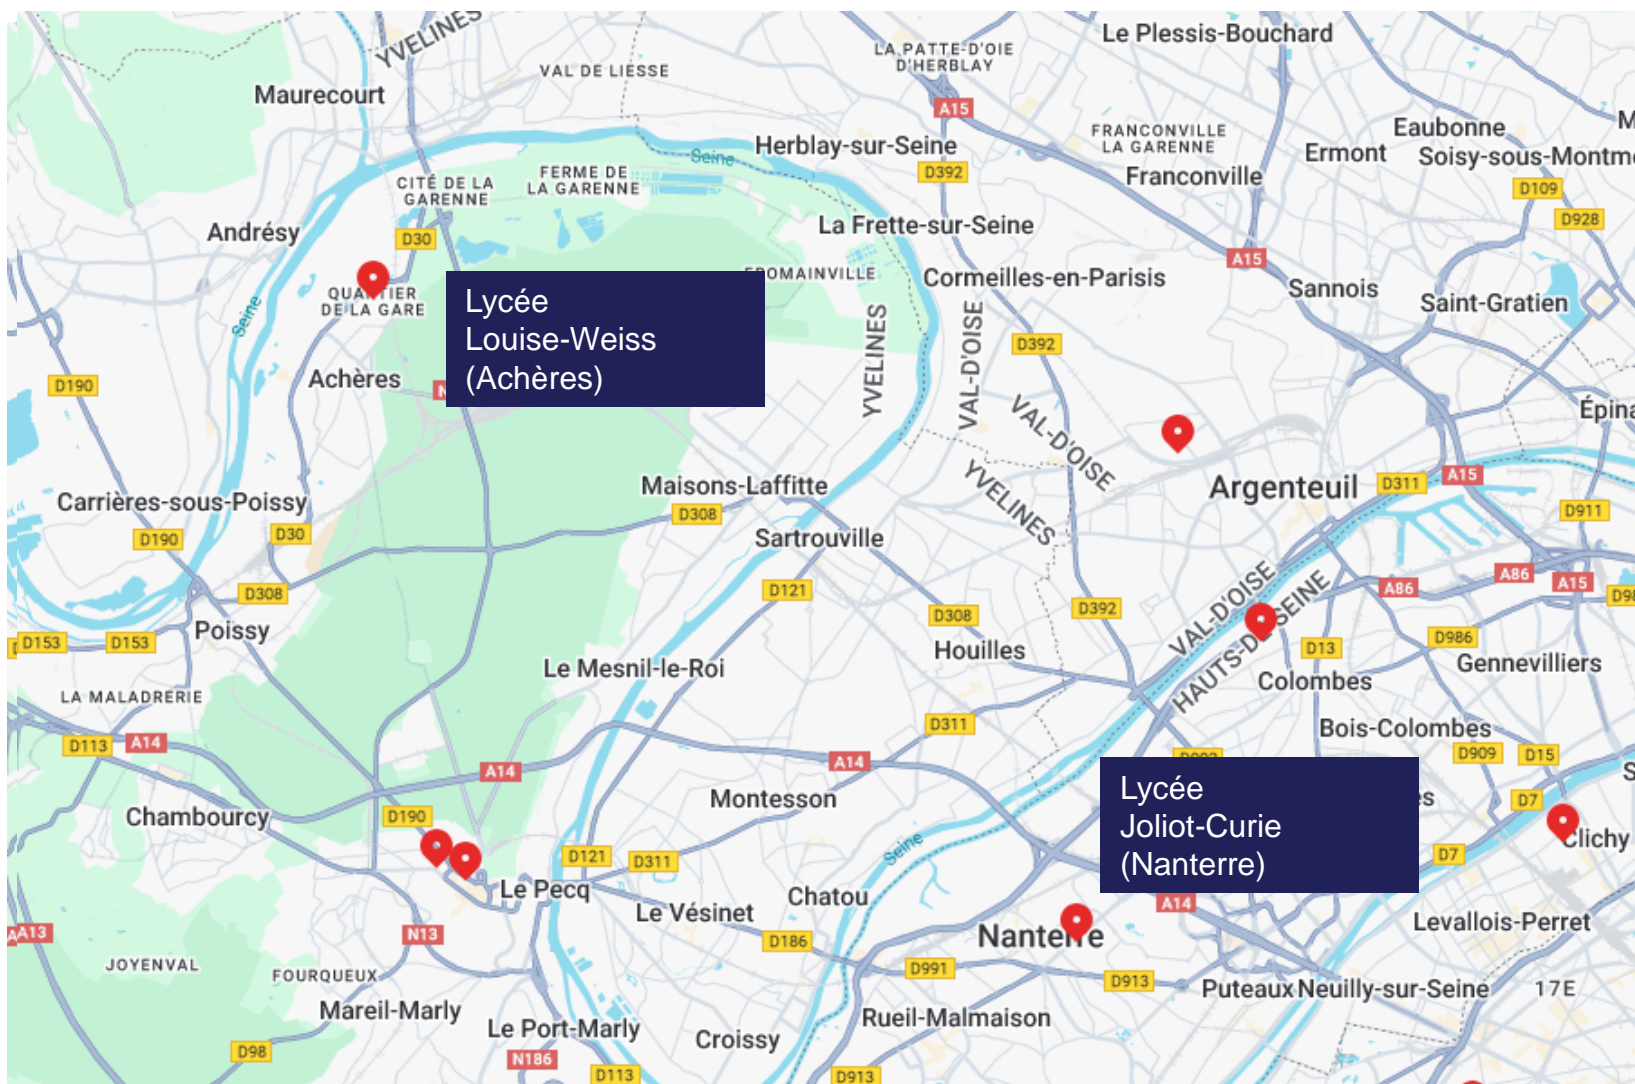 YVELINES
Le Plessis-Bouchard
LA PATTE-D'OIE
D'HERBLAY
VAL DE LIESSE
Maurecourt
A15
Eaubonne
FRANCONVILLE
LA GARENNE
Herblay-sur-Seine
Seine
Ermont
Soisy-sous-Montm
D392
Franconville
FERME DE
LA GARENNE
CITÉ DE LA
GARENNE
D109
D928
La Frette-sur-Seine
Andrésy
D30
A15
FROMAINVILLE
Cormeilles-en-Parisis
Sannois
Saint-Gratien
QUARTIER
DE LA GARE
Seine
Lycée
Louise-Weiss
(Achères)
D392
YVELINES
VAL-D'OISE
Achères
D190
VAL-D'OISE
Épina
YVELINES
Maisons-Laffitte
Argenteuil
D311
A15
Carrières-sous-Poissy
D308
D911
D190
D30
Sartrouville
A86
A15
A86
D308
D121
D392
D308
VAL-D'OISE
HAUTS-DE-SEINE
D153
D153
Poissy
D986
D13
Houilles
Gennevilliers
Le Mesnil-le-Roi
Colombes
LA MALADRERIE
D311
Bois-Colombes
D113
A14
D909
D15
A14
A14
Montesson
Lycée
Joliot-Curie
(Nanterre)
D7
Chambourcy
D190
Clichy
Seine
D121
D311
D7
Le Pecq
Chatou
A14
Le Vésinet
Levallois-Perret
A13
N13
Nanterre
D186
JOYENVAL
FOURQUEUX
D991
D913
Puteaux
Neuilly-sur-Seine
17E
Mareil-Marly
Rueil-Malmaison
Le Port-Marly
Croissy
D98
N186
D113
D913